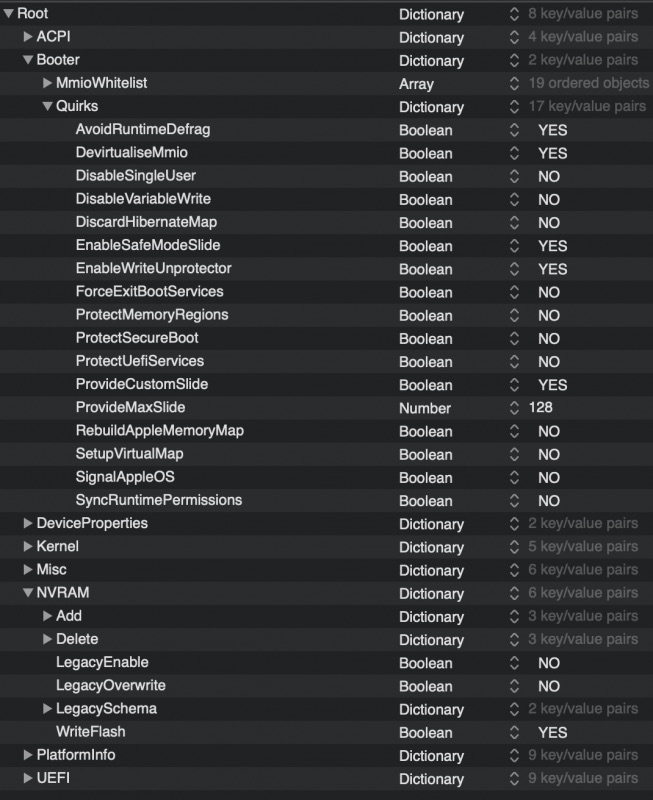 Root Dictionary 8 key/value pairs
ACPI Dictionary 4 key/value pairs
Booter Dictionary 2 key/value pairs
MmioWhitelist Array 19 ordered objects
Quirks Dictionary 17 key/value pairs
AvoidRuntimeDefrag Boolean YES
DevirtualiseMmio Boolean YES
DisableSingleUser Boolean NO
DisableVariableWrite Boolean NO
DiscardHibernateMap Boolean NO
EnableSafeModeSlide Boolean YES
EnableWriteUnprotector Boolean YES
ForceExitBootServices Boolean NO
ProtectMemoryRegions Boolean NO
ProtectSecureBoot Boolean NO
ProtectUefiServices Boolean NO
ProvideCustomSlide Boolean YES
ProvideMaxSlide Number 128
RebuildAppleMemoryMap Boolean NO
SetupVirtualMap Boolean NO
SignalAppleOS Boolean NO
SyncRuntimePermissions Boolean NO
DeviceProperties Dictionary 2 key/value pairs
Kernel Dictionary 5 key/value pairs
Misc Dictionary 6 key/value pairs
NVRAM Dictionary 6 key/value pairs
Add Dictionary 3 key/value pairs
Delete Dictionary 3 key/value pairs
LegacyEnable Boolean NO
LegacyOverwrite Boolean NO
LegacySchema Dictionary 2 key/value pairs
WriteFlash Boolean YES
PlatformInfo Dictionary 9 key/value pairs
UEFI Dictionary 9 key/value pairs